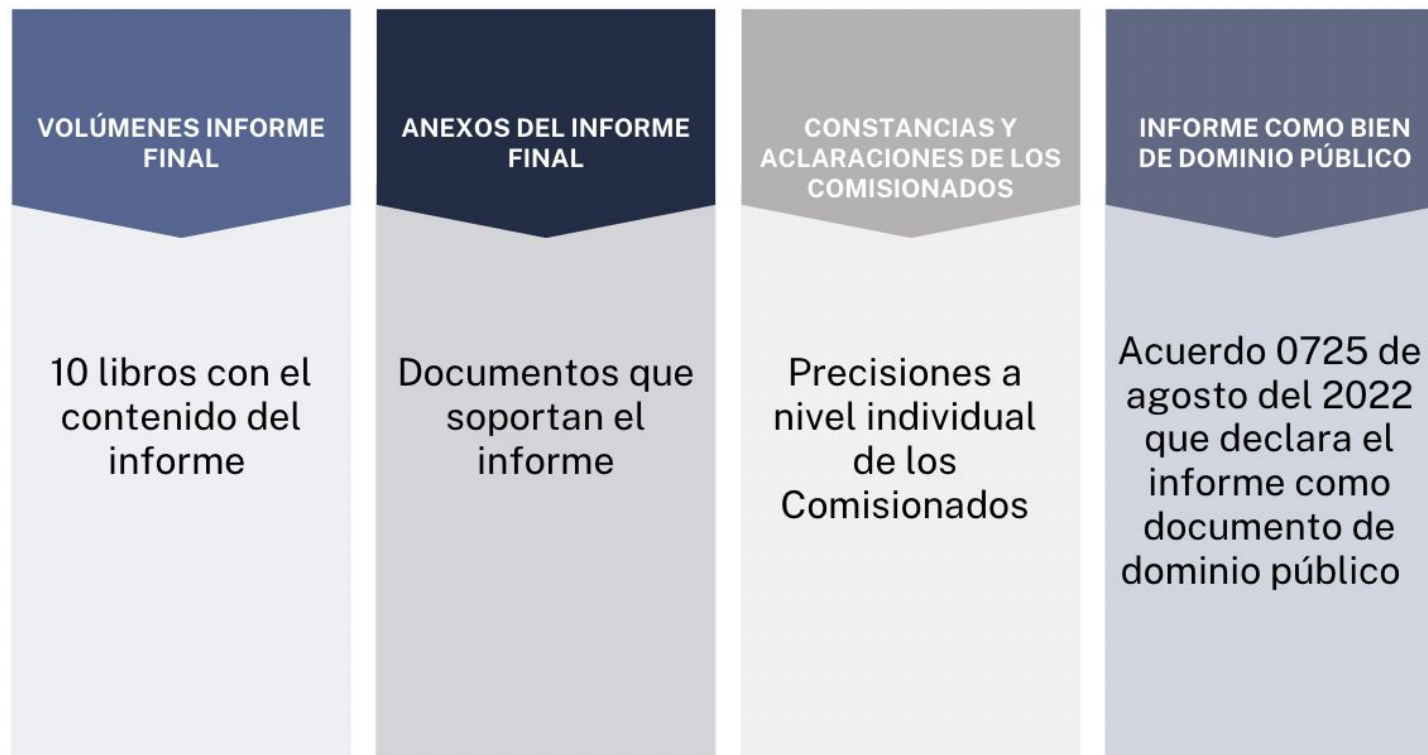 VOLÚMENES INFORME
FINAL
10 libros con el
contenido del
informe
ANEXOS DEL INFORME
FINAL
Documentos que
soportan el
informe
CONSTANCIAS Y
ACLARACIONES DE LOS
COMISIONADOS
Precisiones a
nivel individual
de los
Comisionados
INFORME COMO BIEN
DE DOMINIO PÚBLICO
Acuerdo 0725 de
agosto del 2022
que declara el
informe como
documento de
dominio público